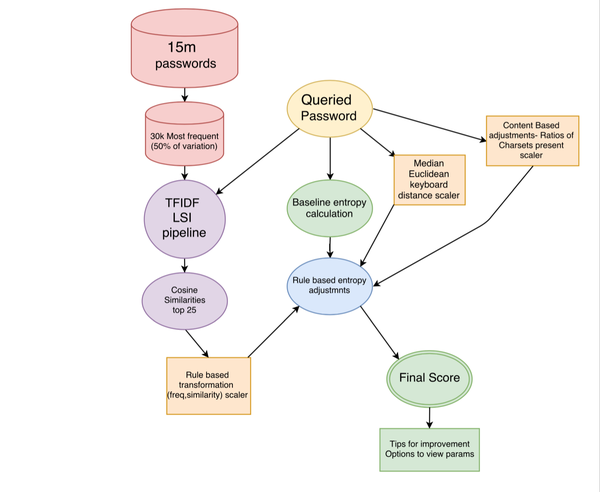 15m
passwords
30k Most frequent
(50% of variation)
Queried
Password
Content Based
adjustments- Ratios of
Charsets present
scaler
Median
Euclidean
keyboard
distance scaler
TFIDF
LSI
pipeline
Baseline entropy
calculation
Cosine
Similarities
top 25
Rule based entropy
adjustmnts
Rule based
transformation
(freq,similarity) scaler
Final Score
Tips for improvement
Options to view params